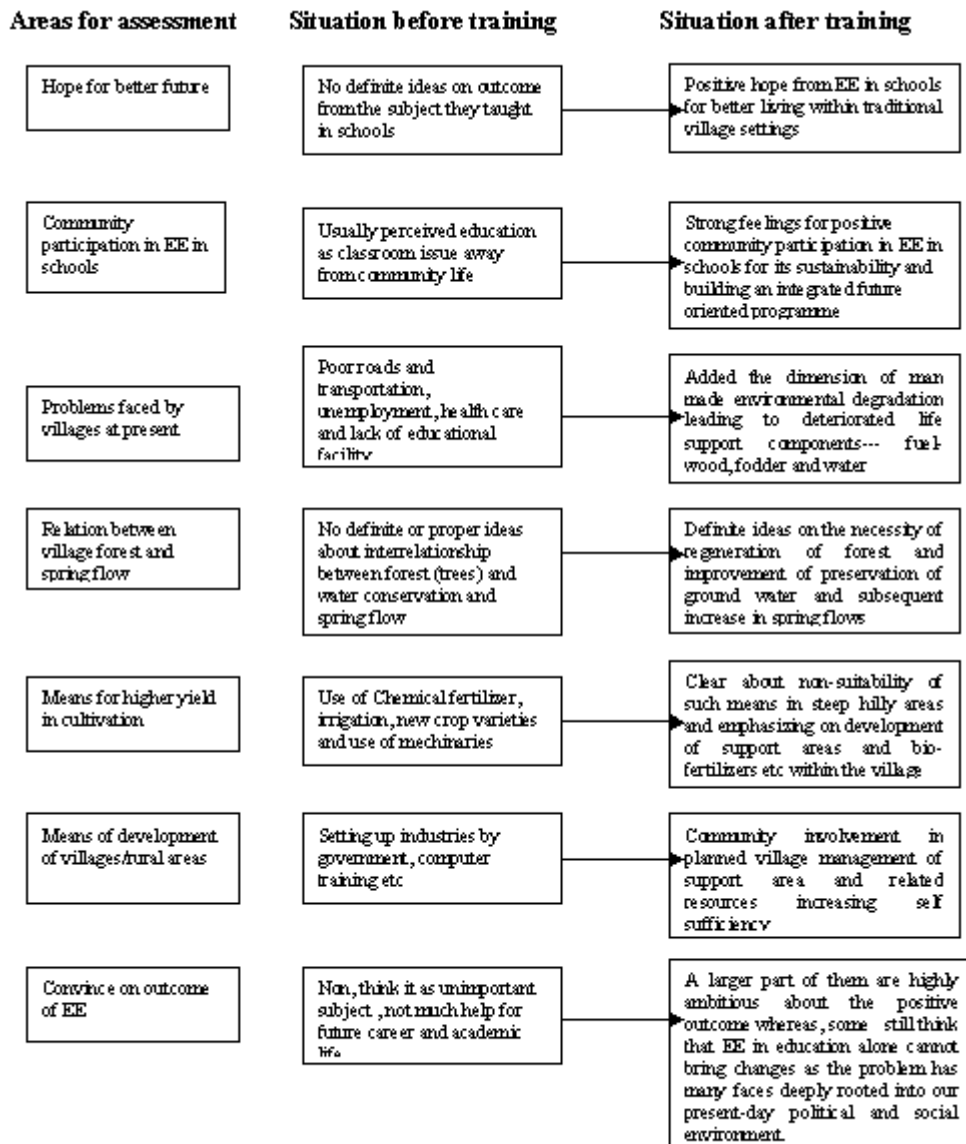 Areas for assessment
Situation before training
Situation after training
Hope for better future
No definite ideas on outcome
from the subject they taught
in schools
Positive hope from EE in schools
for better living within traditional
village settings
Community
participation in EE in
schools
Usually perceived education
as classroom issue away
from community life
Strong feelings for positive
community participation in EE in
schools for its sustainability and
building an integrated future
oriented programme
Problems faced by
villages at present
Poor roads and
transportation,
unemployment, health care
and lack of educational
facility
Added the dimension of man
made environmental degradation
leading to deteriorated life
support components--- fuel-
wood, fodder and water
Relation between
village forest and
spring flow
No definite or proper ideas
about interrelationship
between forest (trees) and
water conservation and
spring flow
Definite ideas on the necessity of
regeneration of forest and
improvement of preservation of
ground water and subsequent
increase in spring flows
Means for higher yield
in cultivation
Use of Chemical fertilizer,
irrigation, new crop varieties
and use of mechinaries
Clear about non-suitability of
such means in steep hilly areas
and emphasizing on development
of support areas and bio-
fertilizers etc within the village
Means of development
of villages/rural areas
Setting up industries by
government, computer
training etc
Community involvement in
planned village management of
support area and related
resources increasing self
sufficiency
Convince on outcome
of EE
Non, think it as unimportant
subject , not much help for
future career and academic
life
A larger part of them are highly
ambitious about the positive
outcome whereas, some still think
that EE in education alone cannot
bring changes as the problem has
many faces deeply rooted into our
present-day political and social
environment.